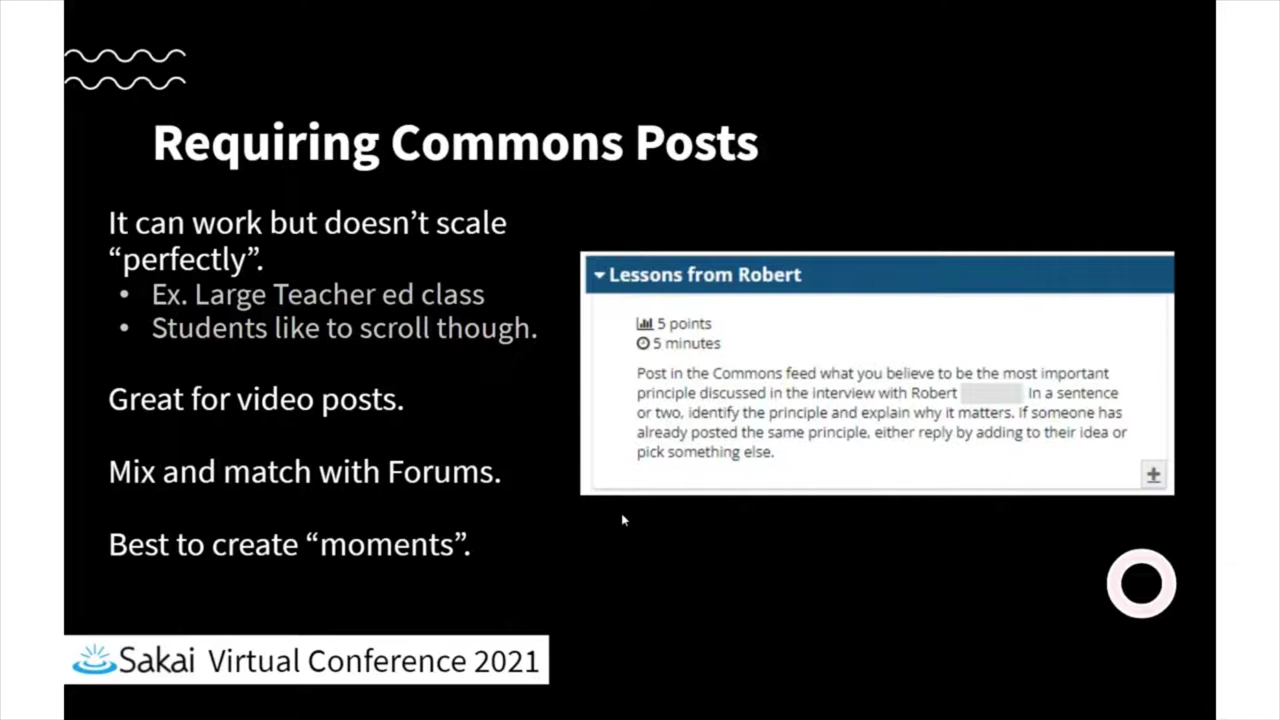 Requiring Commons Posts
It can work but doesn’t scale
“perfectly”.
• Ex. Large Teacher ed class
• Students like to scroll though.
Great for video posts.
Mix and match with Forums.
Best to create “moments”.
Lessons from Robert
5 points
5 minutes
Post in the Commons feed what you believe to be the most important
principle discussed in the interview with Robert In a sentence
or two, identify the principle and explain why it matters. If someone has
already posted the same principle, either reply by adding to their idea or
pick something else.
Sakai Virtual Conference 2021